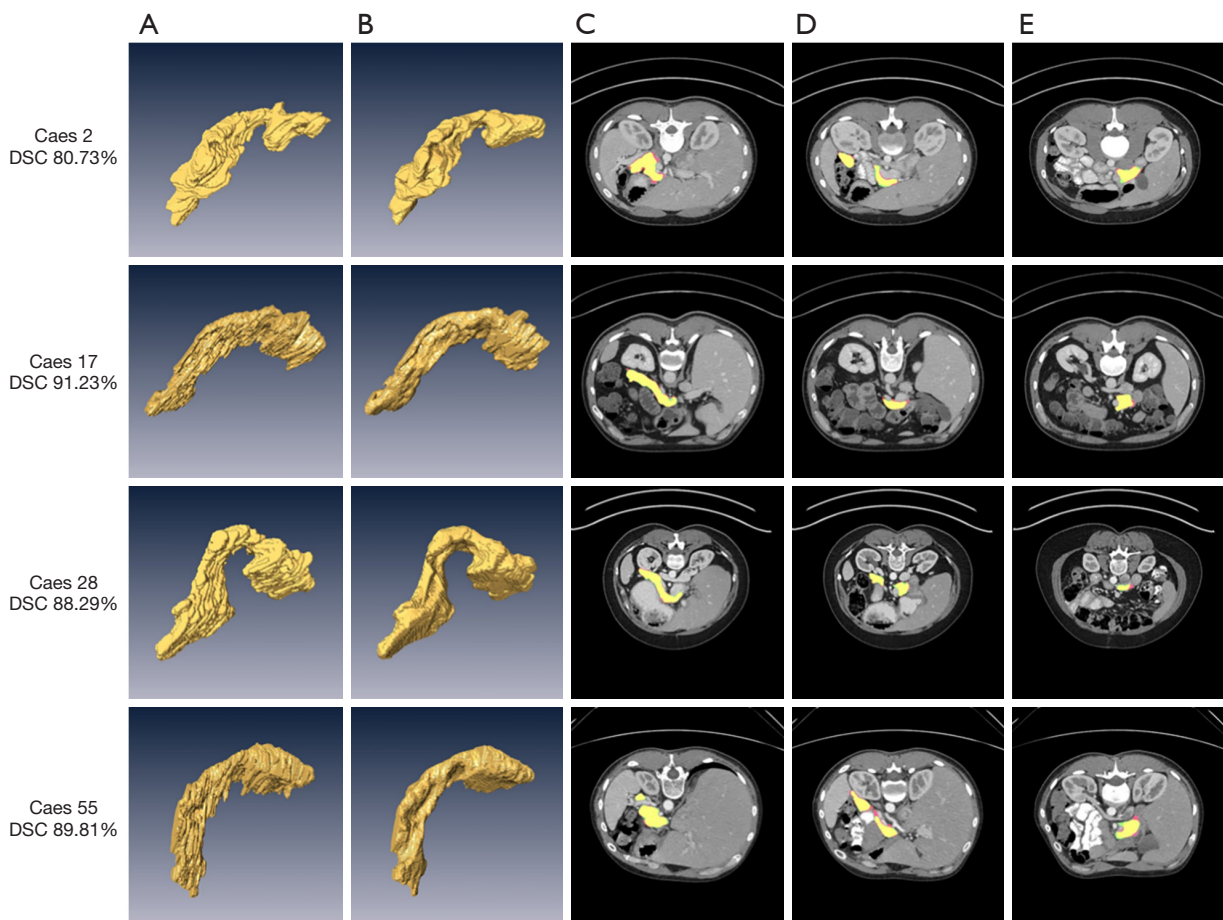 A B C D E
Caes 2
DSC 80.73%
Caes 17
DSC 91.23%
Caes 28
DSC 88.29%
Caes 55
DSC 89.81%